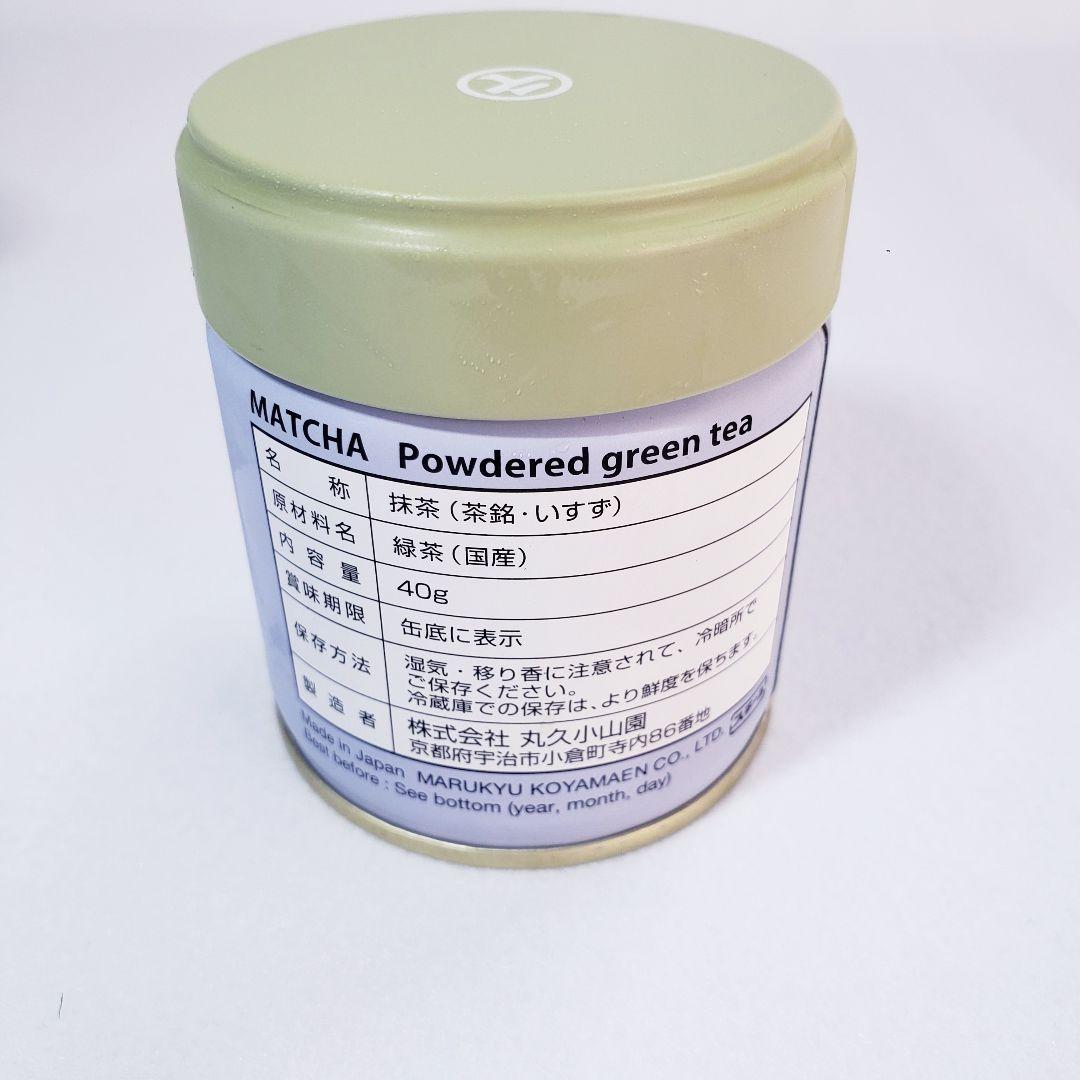 MATCHA Powdered green tea
名称 抹茶(茶銘・いすず)
原材料名 緑茶(国産)
内容量 40g
賞味期限 缶底に表示
保存方法 湿気・移り香に注意されて、冷暗所で
ご保存ください。
冷蔵庫での保存は、より鮮度を保ちます。
製造者 株式会社 丸久小山園
京都府宇治市小倉町寺内86番地
Made in Japan MARUKYU KOYAMAEN CO., LTD.
Best before : See bottom (year, month, day)
スチール